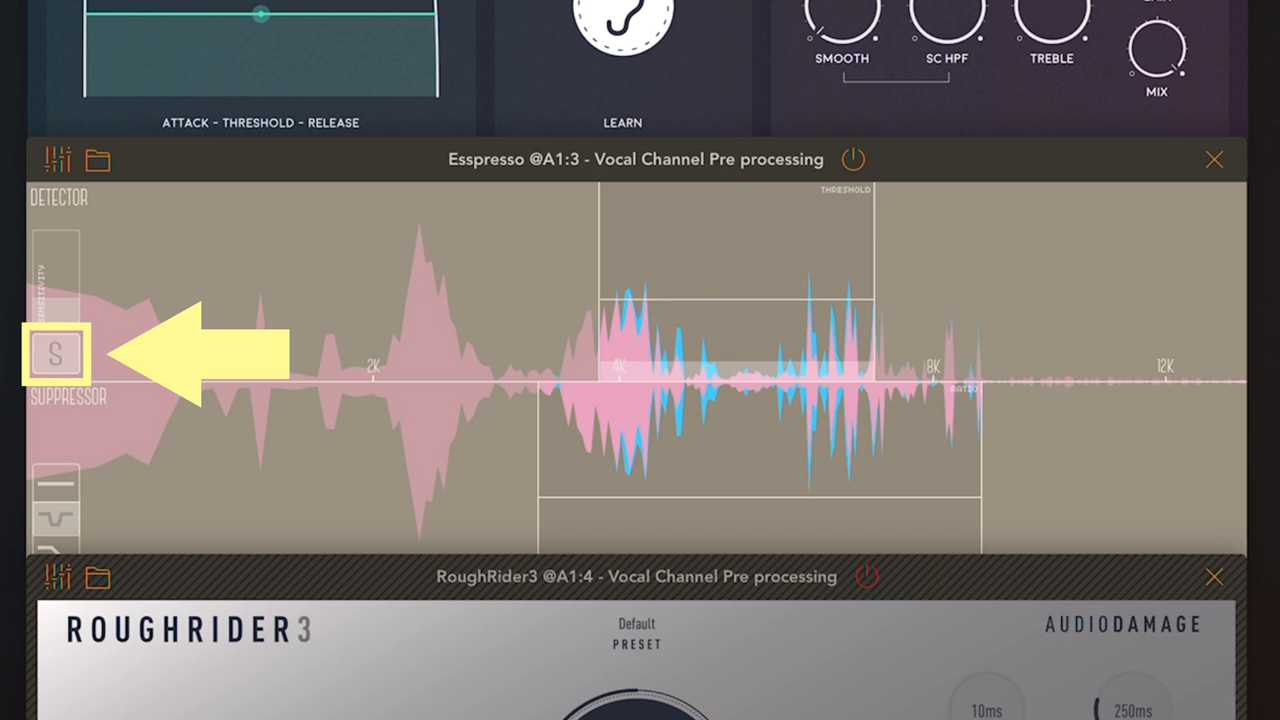 SMOOTH
SC HPF
TREBLE
MIX
ATTACK - THRESHOLD - RELEASE
LEARN
Esspresso @A1:3 - Vocal Channel Pre processing
DETECTOR
THRESHOLD
SENSITIVITY
S
2K
4K
8K
12K
SUPPRESSOR
RATIO
RoughRider3 @A1:4 - Vocal Channel Pre processing
ROUGHRIDER3
Default
PRESET
AUDIODAMAGE
10ms
250ms